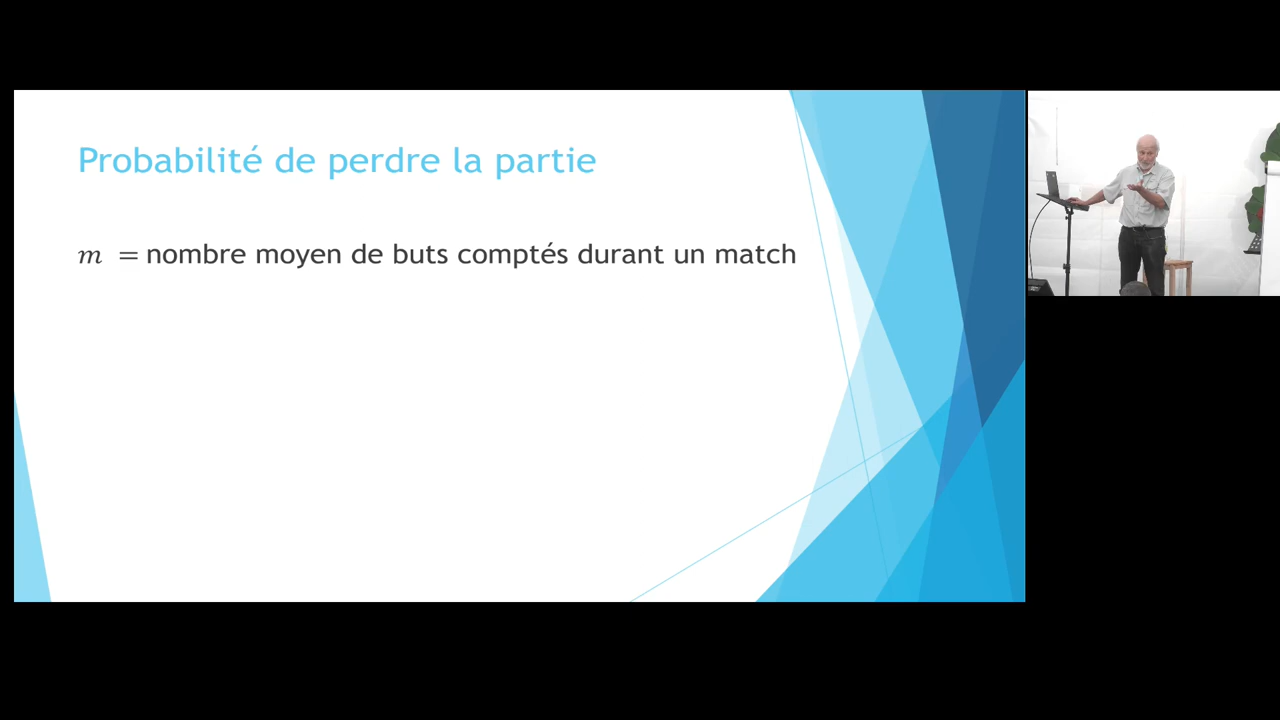 Probabilité de perdre la partie
m = nombre moyen de buts comptés durant un match